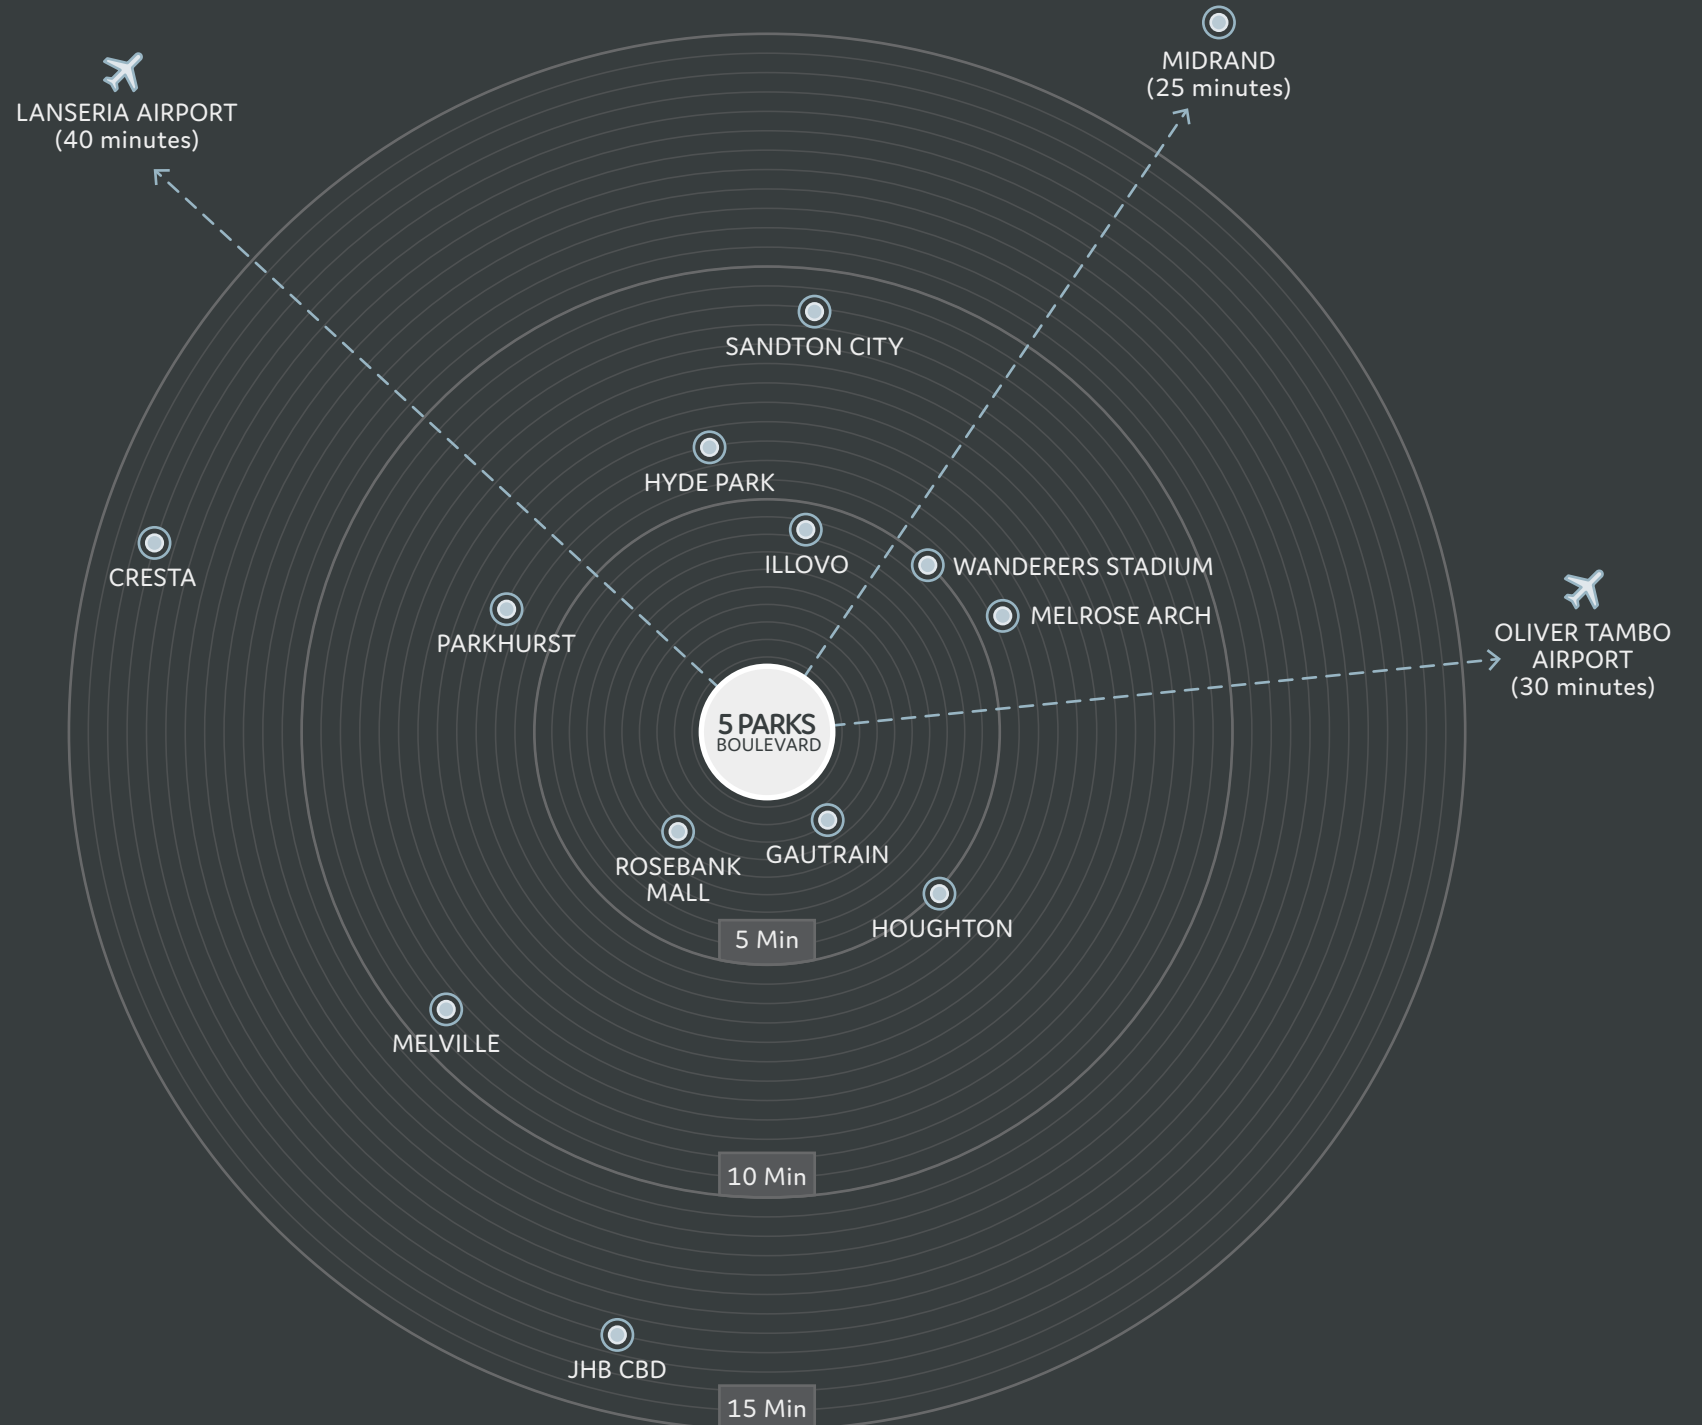 MIDRAND
(25 minutes)
LANSERIA AIRPORT
(40 minutes)
SANDTON CITY
HYDE PARK
ILLOVO
WANDERERS STADIUM
CRESTA
MELROSE ARCH
PARKHURST
OLIVER TAMBO
AIRPORT
(30 minutes)
5 PARKS
BOULEVARD
GAUTRAIN
ROSEBANK
MALL
HOUGHTON
5 Min
MELVILLE
10 Min
JHB CBD
15 Min